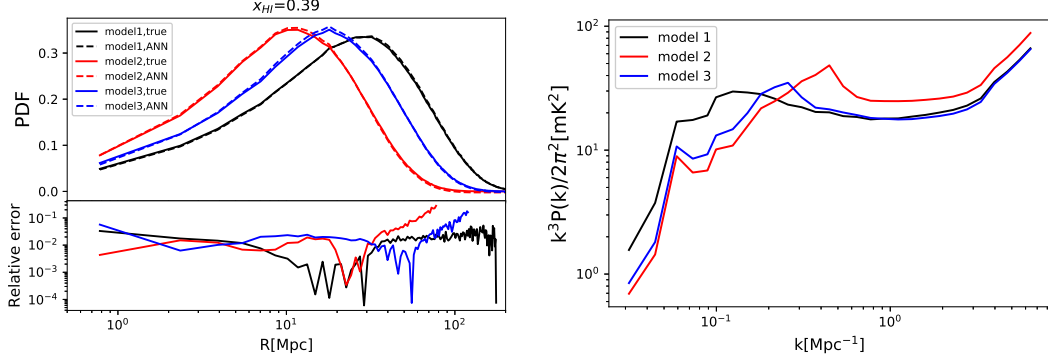 x_HI=0.39
PDF
0.3
0.2
0.1
0.0
model1,true
model1,ANN
model2,true
model2,ANN
model3,true
model3,ANN
Relative error
10^−1
10^−2
10^−3
10^−4
10^0
10^1
10^2
R[Mpc]
k^3P(k)/2π^2[mK^2]
10^2
10^1
10^0
model 1
model 2
model 3
10^−1
10^0
k[Mpc^−1]